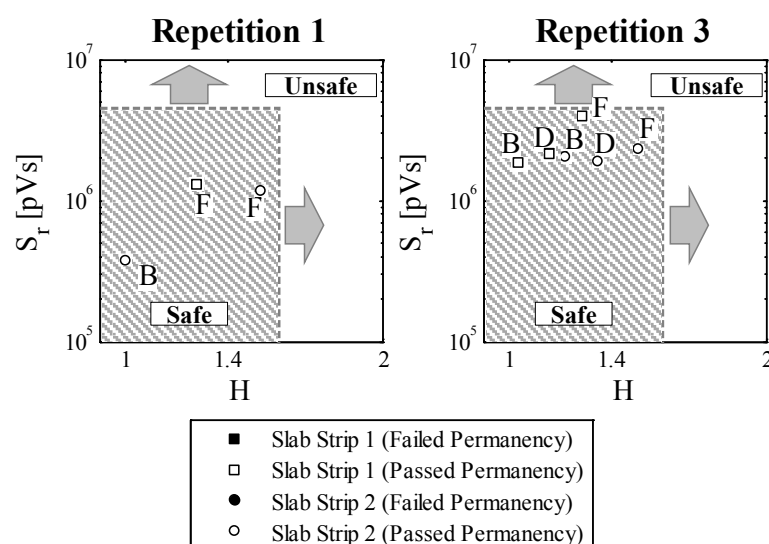 Repetition 1
Repetition 3
10^7
Unsafe
10^7
Unsafe
F
B
D
B
D
F
S_r [pVs]
10^6
F
F
S_r [pVs]
10^6
B
Safe
Safe
10^5
10^5
1
1.4
2
1
1.4
2
H
H
■ Slab Strip 1 (Failed Permanency)
□ Slab Strip 1 (Passed Permanency)
● Slab Strip 2 (Failed Permanency)
○ Slab Strip 2 (Passed Permanency)